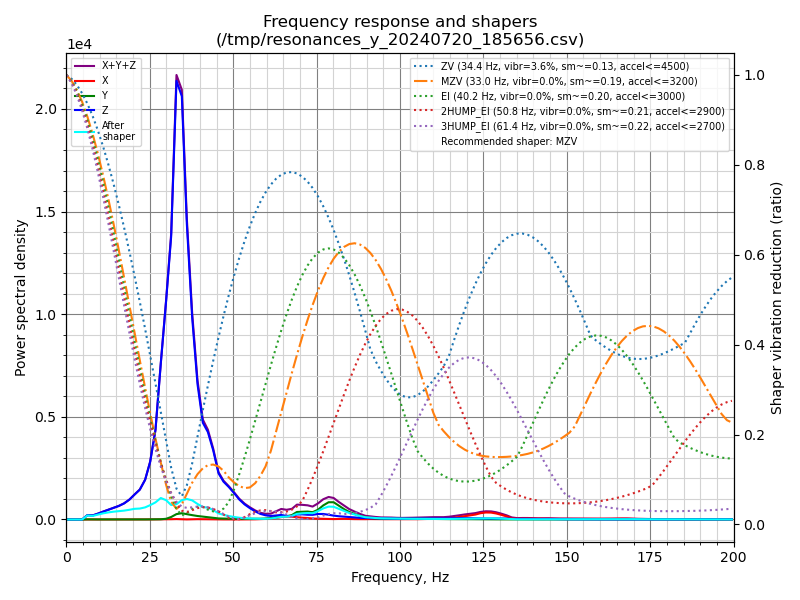 Frequency response and shapers
(/tmp/resonances_y_20240720_185656.csv)
1e4
X+Y+Z
X
Y
Z
After
shaper
ZV (34.4 Hz, vibr=3.6%, sm~=0.13, accel<=4500)
MZV (33.0 Hz, vibr=0.0%, sm~=0.19, accel<=3200)
EI (40.2 Hz, vibr=0.0%, sm~=0.20, accel<=3000)
2HUMP_EI (50.8 Hz, vibr=0.0%, sm~=0.21, accel<=2900)
3HUMP_EI (61.4 Hz, vibr=0.0%, sm~=0.22, accel<=2700)
Recommended shaper: MZV
Power spectral density
2.0
1.5
1.0
0.5
0.0
1.0
0.8
0.6
0.4
0.2
0.0
Shaper vibration reduction (ratio)
0 25 50 75 100 125 150 175 200
Frequency, Hz